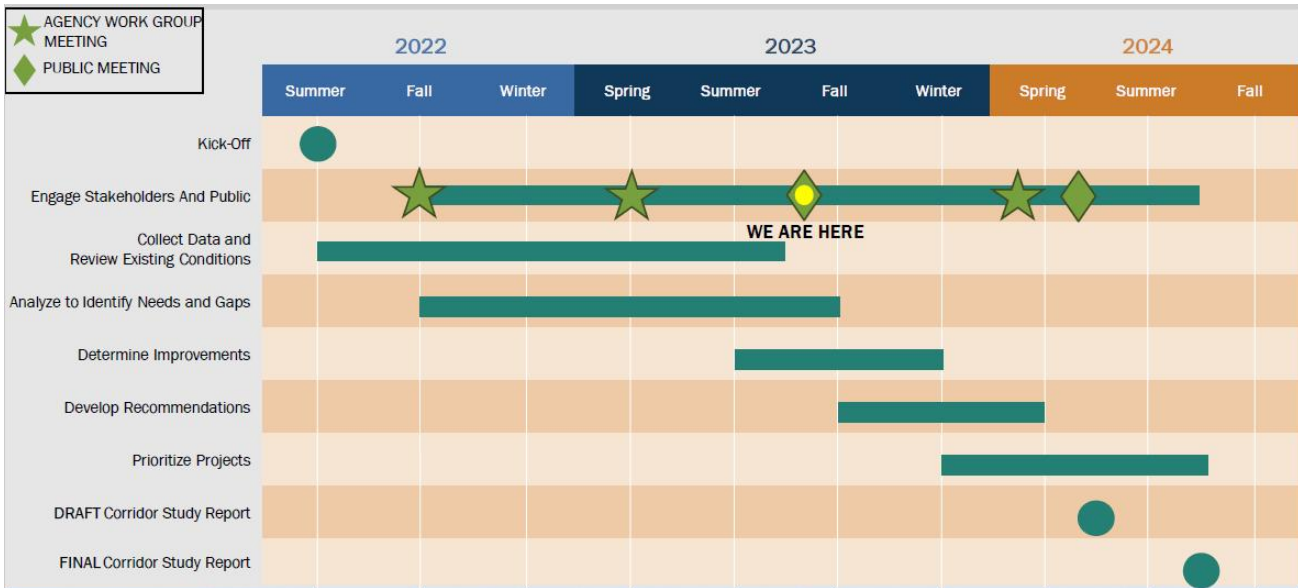 AGENCY WORK GROUP
MEETING
PUBLIC MEETING
2022 2023 2024
Summer Fall Winter Spring Summer Fall Winter Spring Summer Fall
Kick-Off
Engage Stakeholders And Public
WE ARE HERE
Collect Data and
Review Existing Conditions
Analyze to Identify Needs and Gaps
Determine Improvements
Develop Recommendations
Prioritize Projects
DRAFT Corridor Study Report
FINAL Corridor Study Report